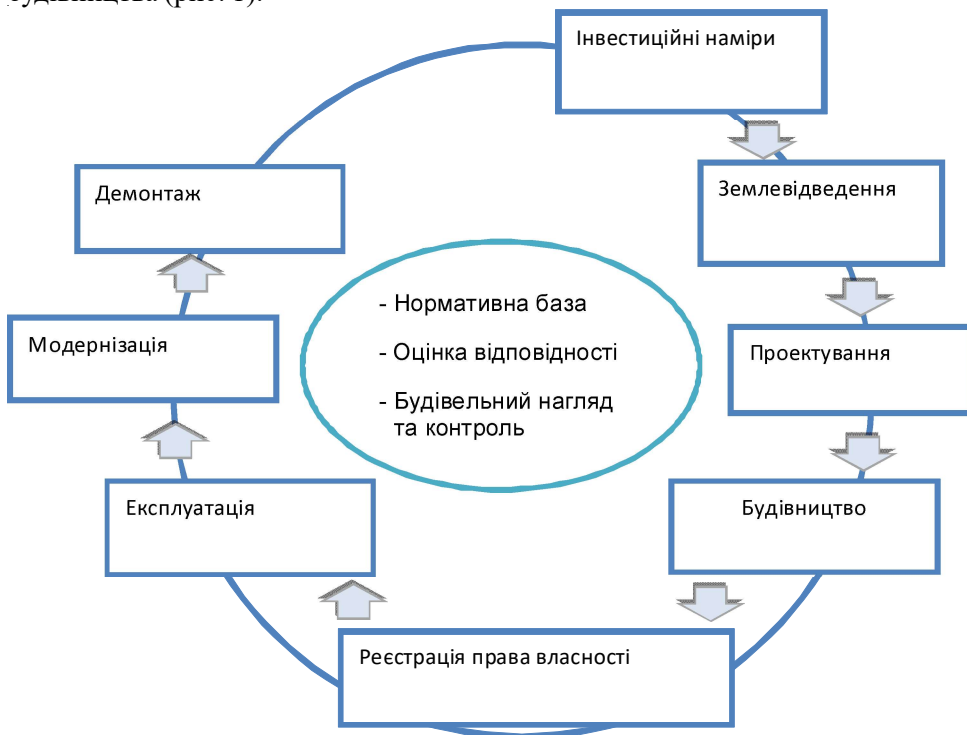 Інвестиційні наміри
Землевідведення
Проектування
Будівництво
Реєстрація права власності
Експлуатація
Модернізація
Демонтаж
- Нормативна база
- Оцінка відповідності
- Будівельний нагляд
та контроль